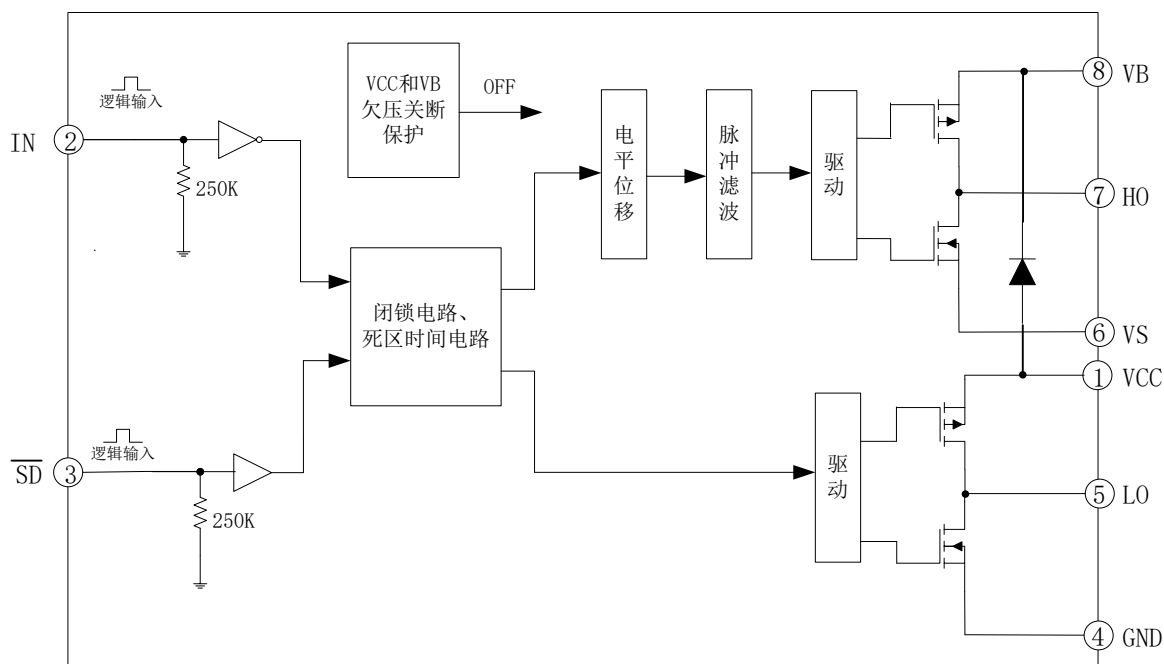 VCC和VB
欠压关断
保护
OFF
⑧ VB
逻辑输入
IN ②
250K
电平位移
脉冲滤波
驱动
⑦ HO
闭锁电路、
死区时间电路
⑥ VS
① VCC
逻辑输入
SD ③
250K
驱动
⑤ LO
④ GND